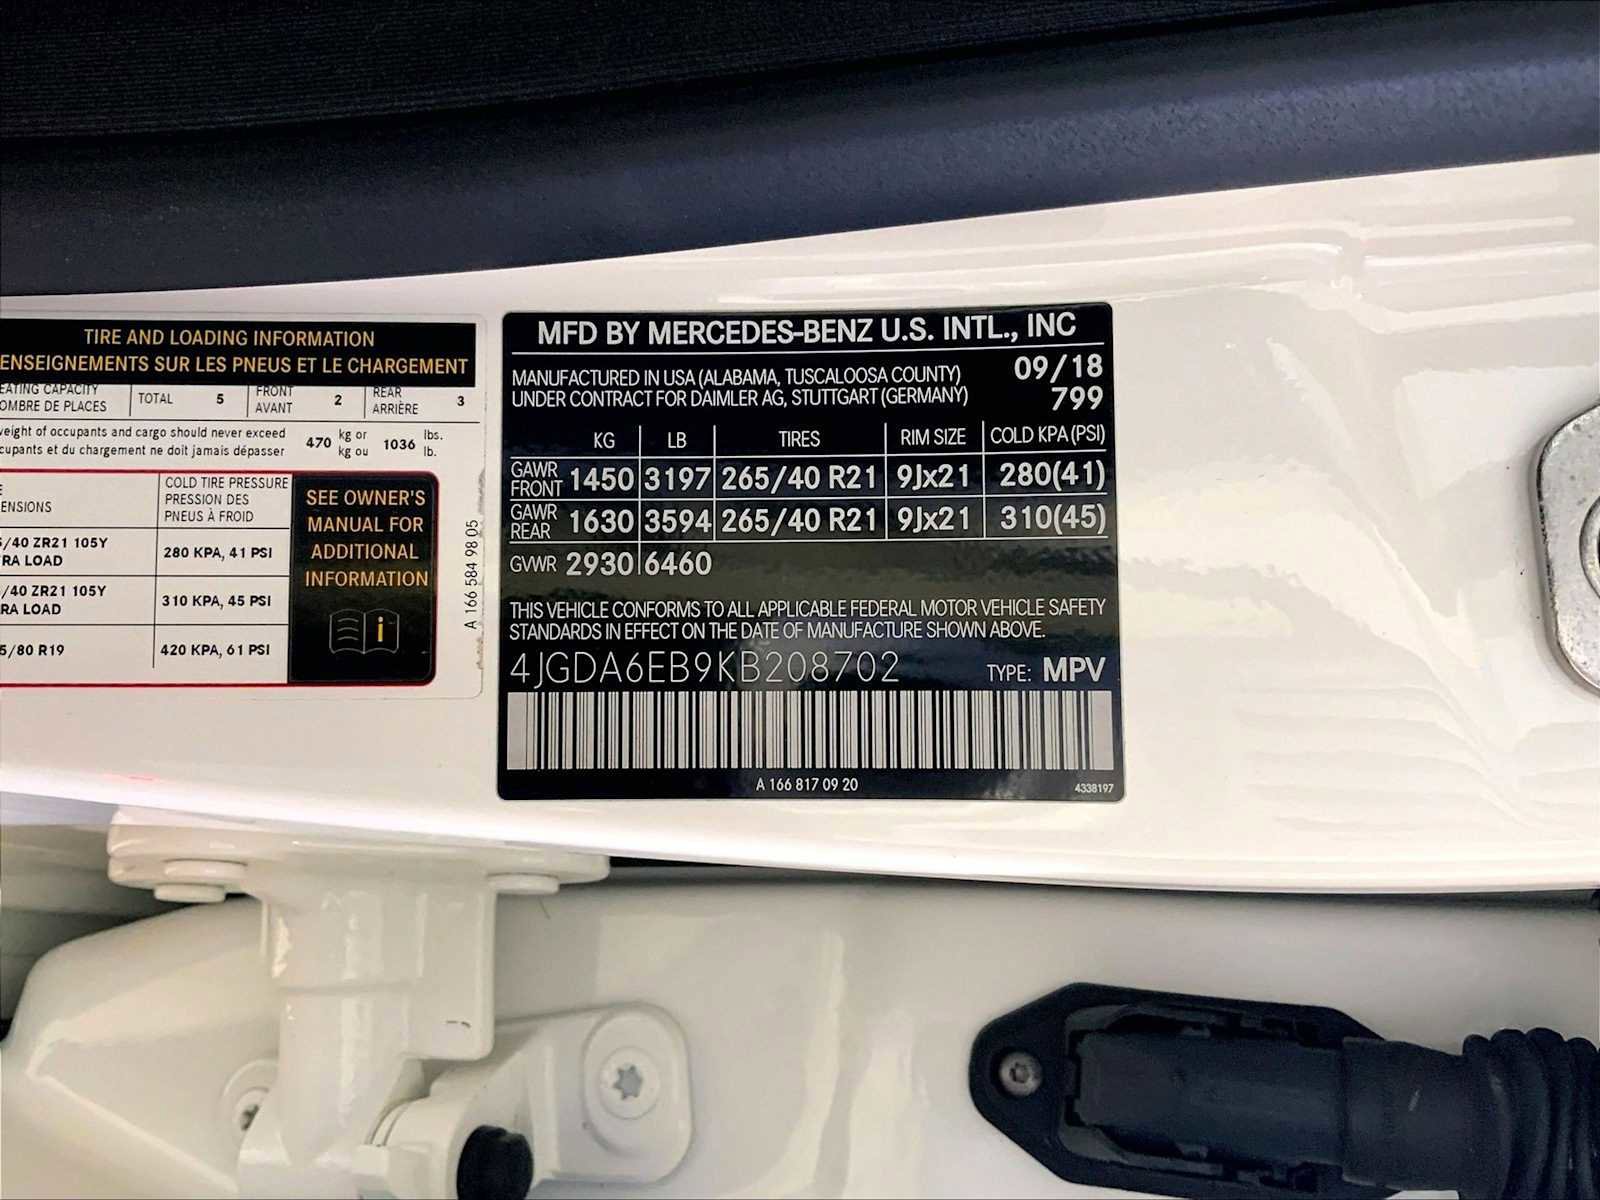 TIRE AND LOADING INFORMATION
ENSEIGNEMENTS SUR LES PNEUS ET LE CHARGEMENT
EATING CAPACITY
OMBRE DE PLACES
TOTAL 5
FRONT
AVANT
2
REAR
ARRIÈRE
3
weight of occupants and cargo should never exceed
cupants et du chargement ne doit jamais dépasser
470 kg or
kg ou
1036 lbs.
lb.
ENSIONS
COLD TIRE PRESSURE
PRESSION DES
PNEUS À FROID
5/40 ZR21 105Y
RA LOAD
280 KPA, 41 PSI
/40 ZR21 105Y
RA LOAD
310 KPA, 45 PSI
5/80 R19
420 KPA, 61 PSI
SEE OWNER'S
MANUAL FOR
ADDITIONAL
INFORMATION
i
A 166 584 98 05
MFD BY MERCEDES-BENZ U.S. INTL., INC
MANUFACTURED IN USA (ALABAMA, TUSCALOOSA COUNTY)
UNDER CONTRACT FOR DAIMLER AG, STUTTGART (GERMANY)
09/18
799
KG LB TIRES RIM SIZE COLD KPA (PSI)
GAWR
FRONT
1450 3197 265/40 R21 9Jx21 280(41)
GAWR
REAR
1630 3594 265/40 R21 9Jx21 310(45)
GVWR 2930 6460
THIS VEHICLE CONFORMS TO ALL APPLICABLE FEDERAL MOTOR VEHICLE SAFETY
STANDARDS IN EFFECT ON THE DATE OF MANUFACTURE SHOWN ABOVE.
4JGDA6EB9KB208702 TYPE: MPV
A 166 817 09 20
4338197